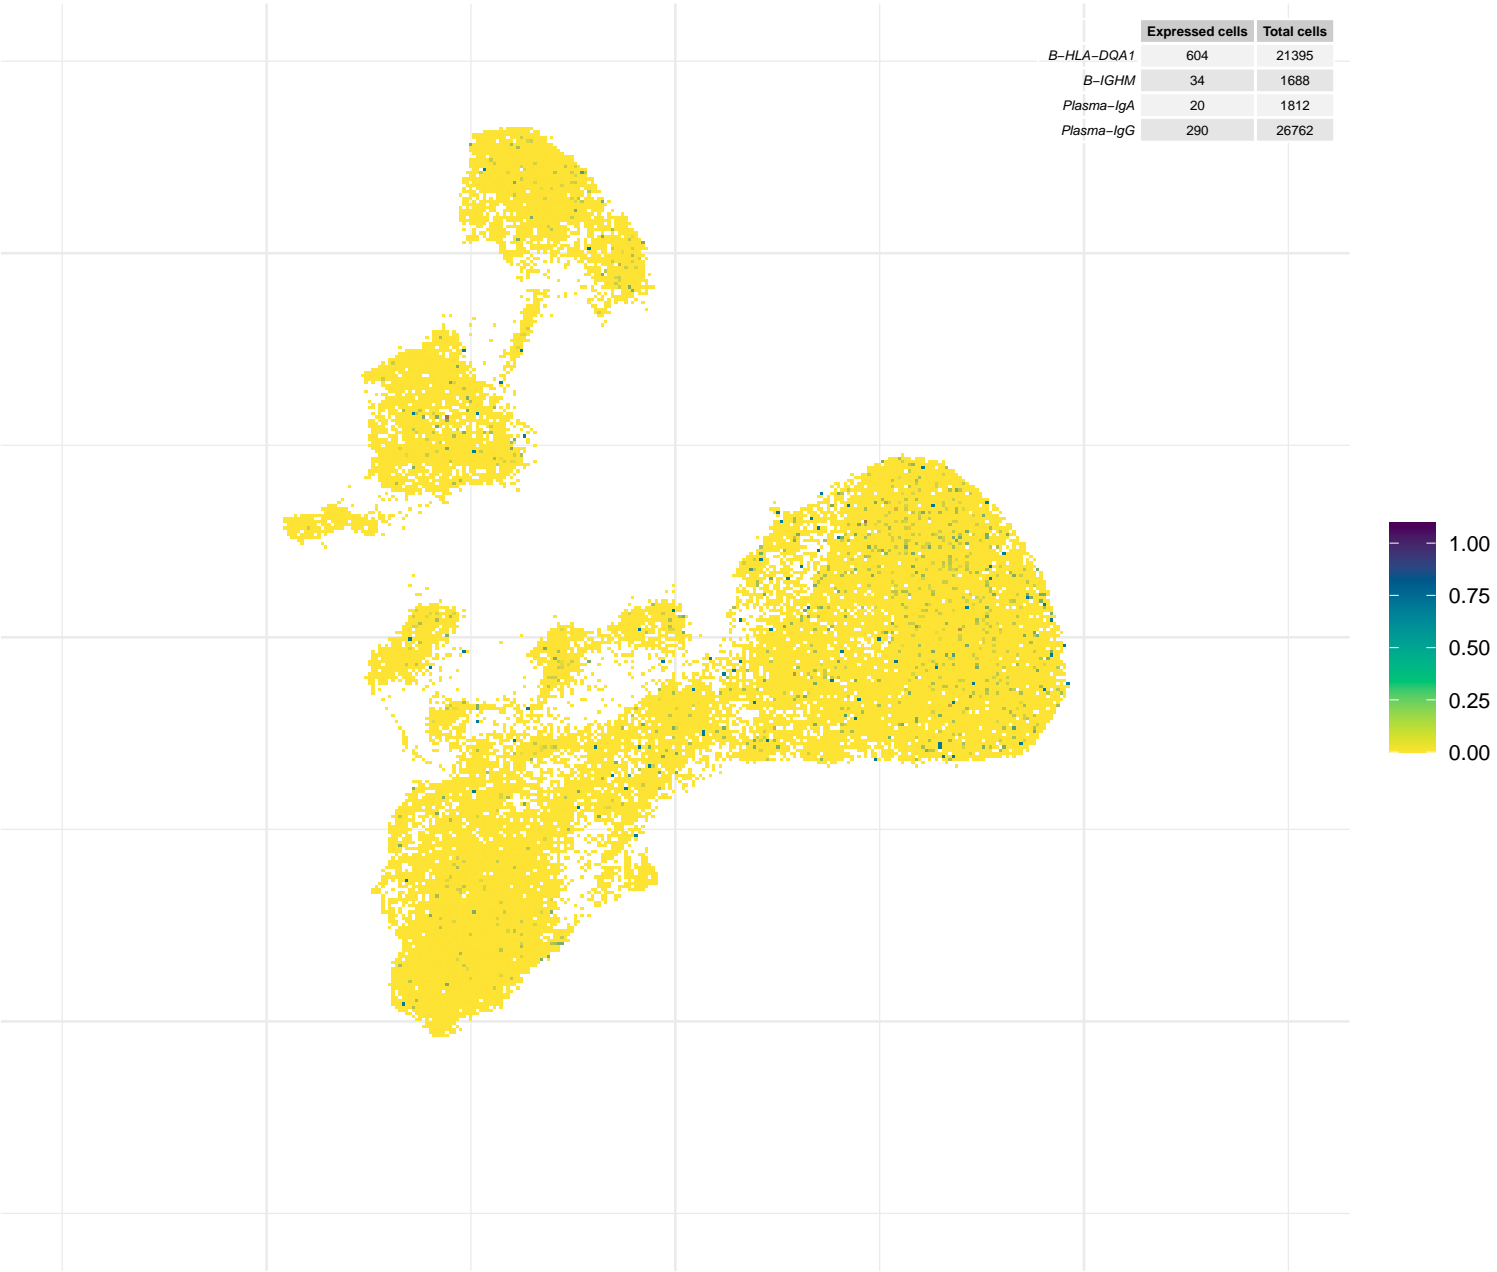 Expressed cells Total cells
B−HLA−DQA1 604 21395
B−IGHM 34 1688
Plasma−IgA 20 1812
Plasma−IgG 290 26762
1.00
0.75
0.50
0.25
0.00